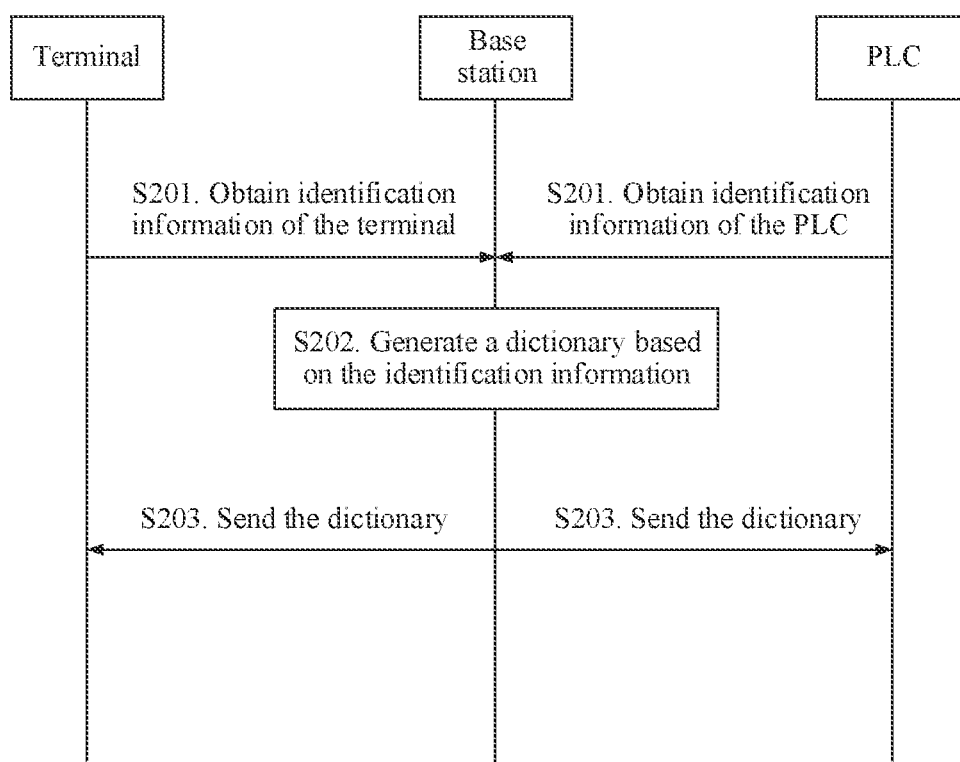 Terminal
Base
station
PLC
S201. Obtain identification
information of the terminal
S201. Obtain identification
information of the PLC
S202. Generate a dictionary based
on the identification information
S203. Send the dictionary
S203. Send the dictionary